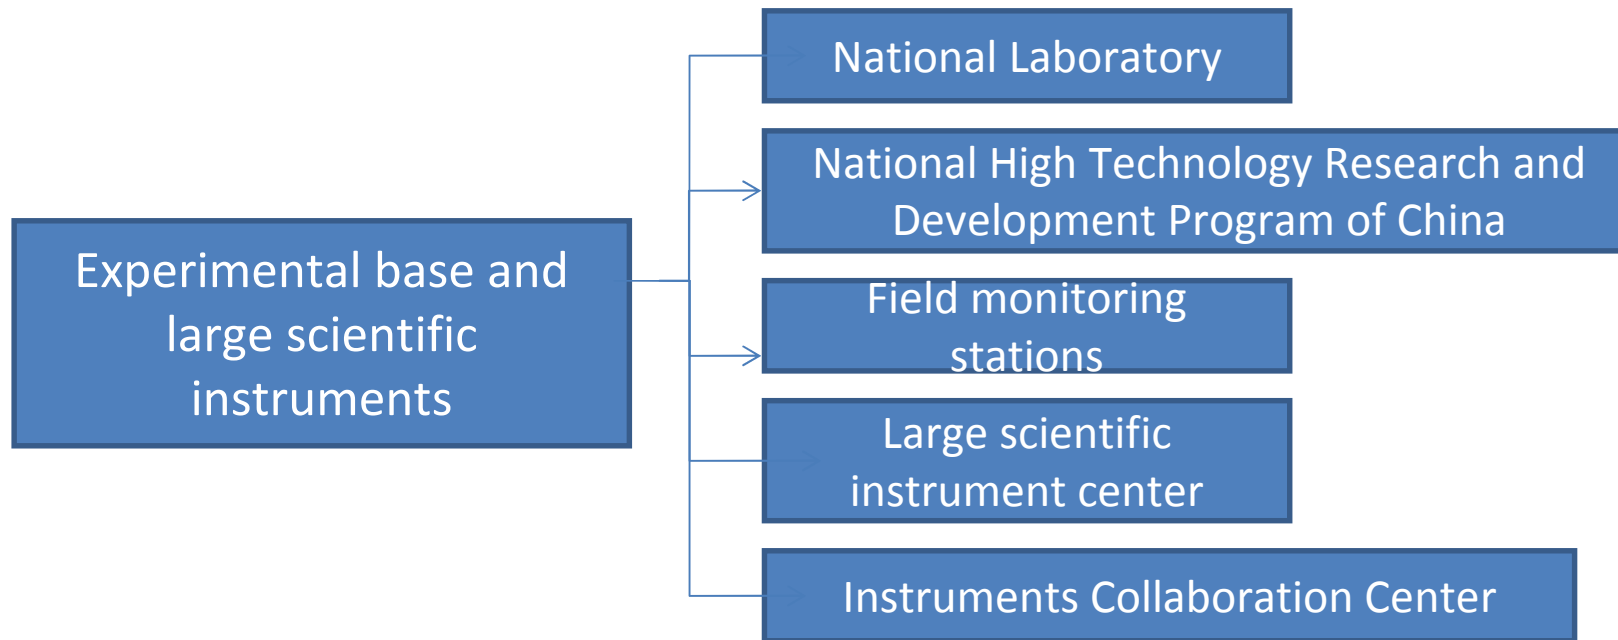 National Laboratory
National High Technology Research and
Development Program of China
Experimental base and
large scientific
instruments
Field monitoring
stations
Large scientific
instrument center
Instruments Collaboration Center